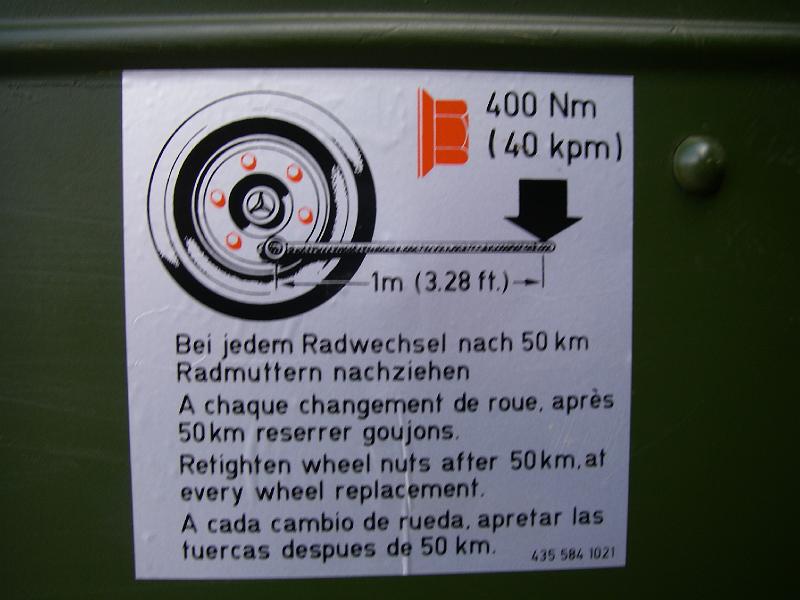 400 Nm
(40 kpm)
1m (3.28 ft.)
Bei jedem Radwechsel nach 50 km
Radmuttern nachziehen
A chaque changement de roue, après
50km reserrer goujons.
Retighten wheel nuts after 50km, at
every wheel replacement.
A cada cambio de rueda, apretar las
tuercas despues de 50 km.
435 584 1021